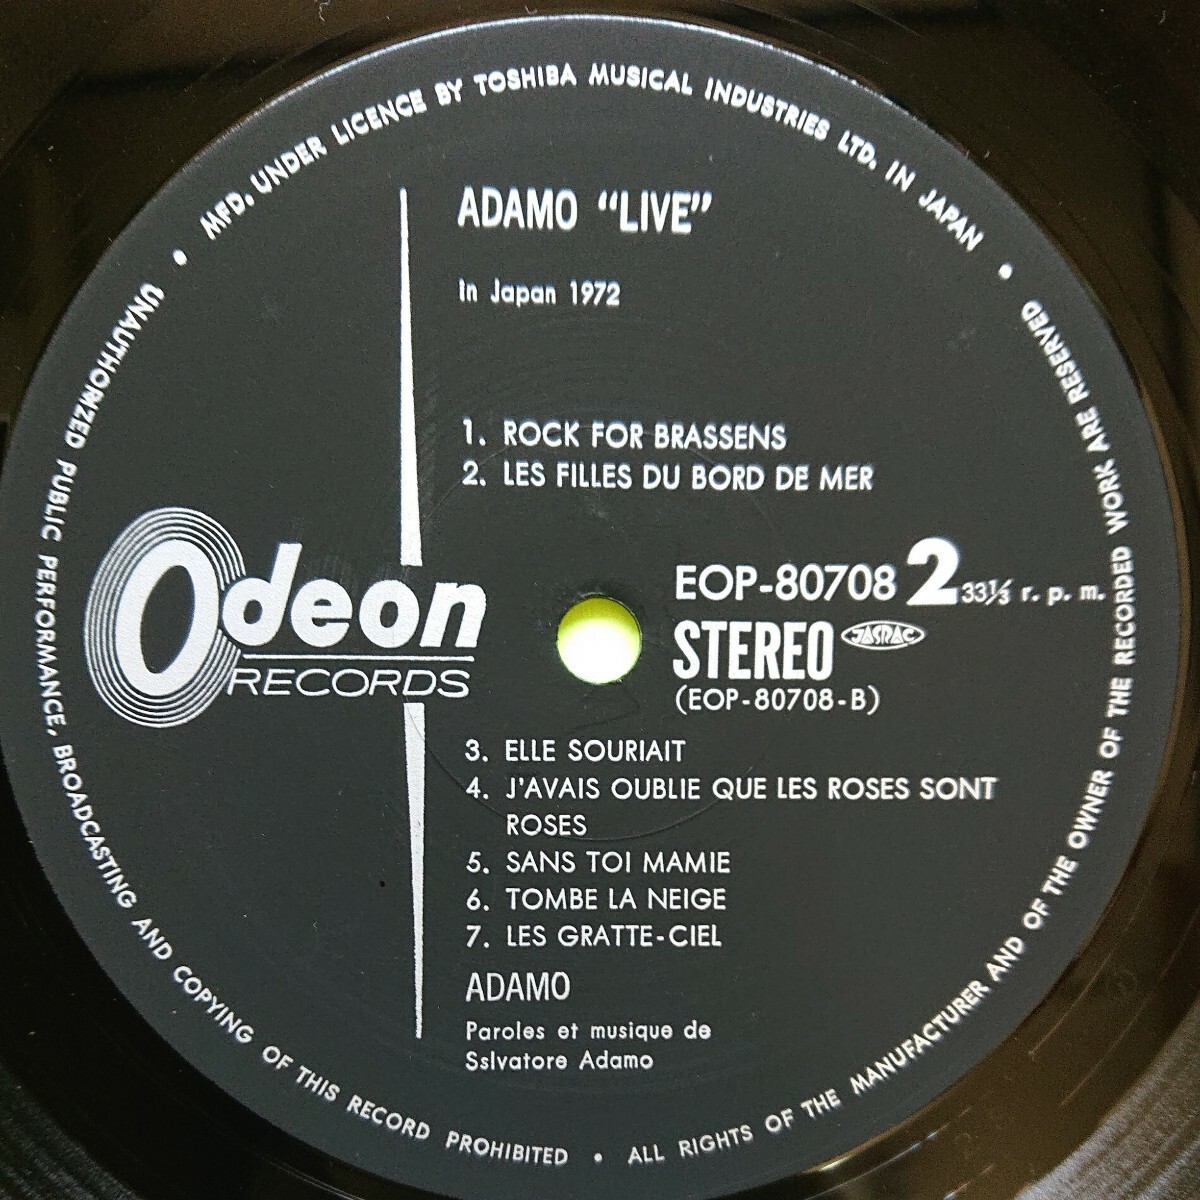 MFD. UNDER LICENCE BY TOSHIBA MUSICAL INDUSTRIES LTD. IN JAPAN •
ADAMO “LIVE”
In Japan 1972
1. ROCK FOR BRASSENS
2. LES FILLES DU BORD DE MER
Odeon
RECORDS
EOP-80708 2 33⅓ r. p. m.
STEREO JASRAC
(EOP-80708-B)
3. ELLE SOURIAIT
4. J'AVAIS OUBLIE QUE LES ROSES SONT
ROSES
5. SANS TOI MAMIE
6. TOMBE LA NEIGE
7. LES GRATTE-CIEL
ADAMO
Paroles et musique de
Sslvatore Adamo
ALL RIGHTS OF THE MANUFACTURER AND OF THE OWNER OF THE RECORDED WORK ARE RESERVED
• UNAUTHORIZED PUBLIC PERFORMANCE, BROADCASTING AND COPYING OF THIS RECORD PROHIBITED •